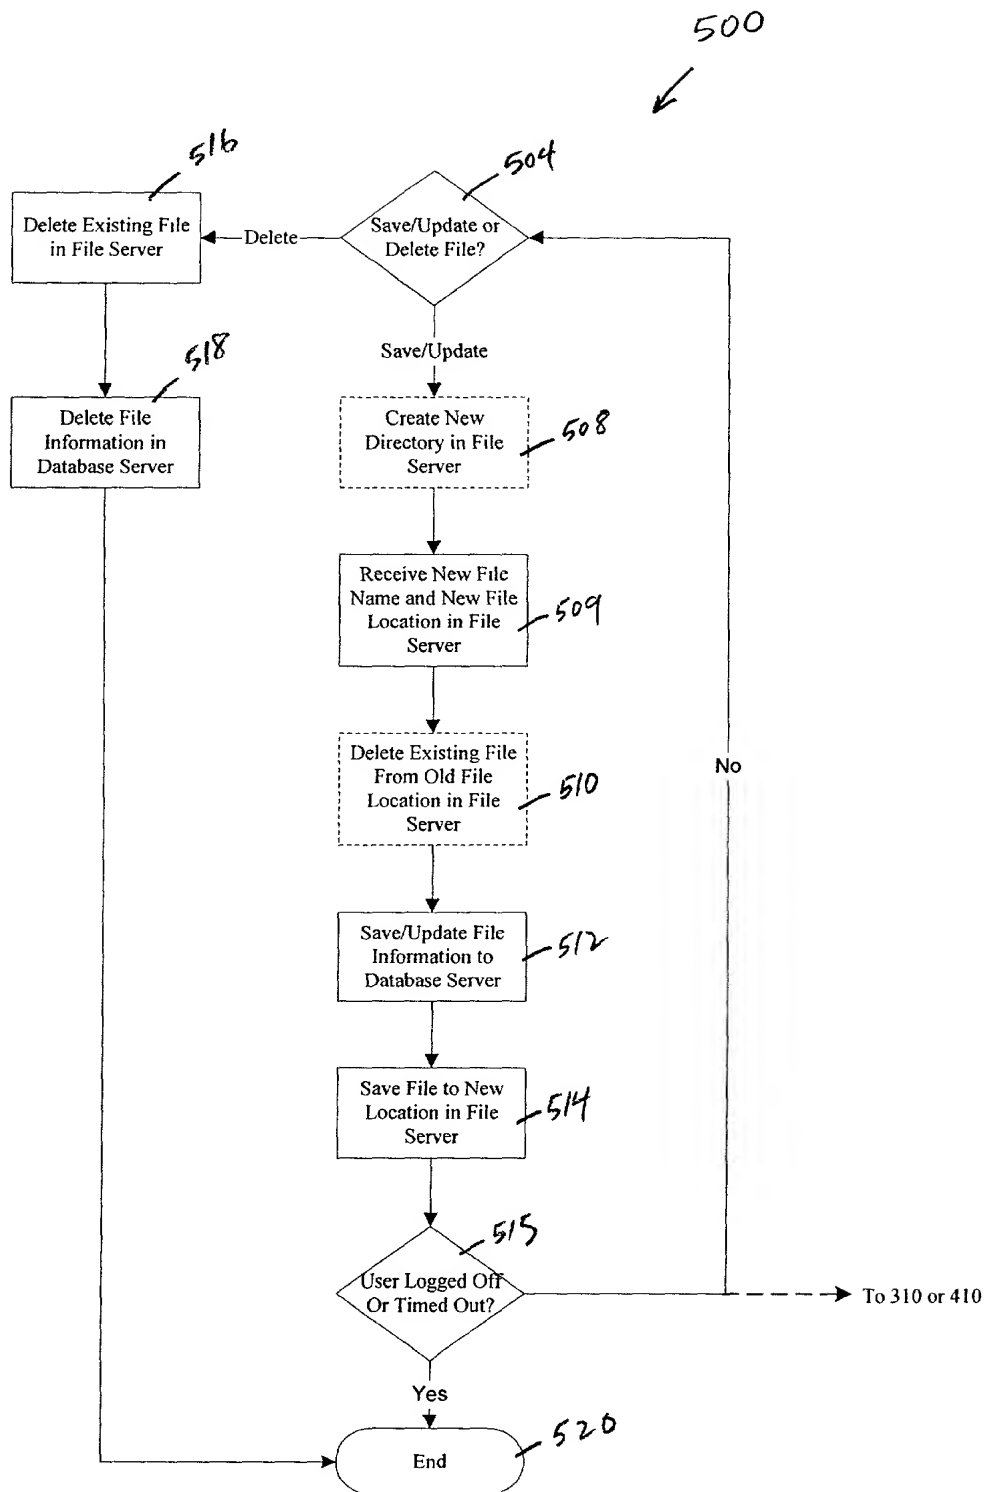 500
516
504
Delete Existing File
in File Server
Delete
Save/Update or
Delete File?
Save/Update
518
Delete File
Information in
Database Server
Create New
Directory in File
Server
508
Receive New File
Name and New File
Location in File
Server
509
Delete Existing File
From Old File
Location in File
Server
510
No
Save/Update File
Information to
Database Server
512
Save File to New
Location in File
Server
514
515
User Logged Off
Or Timed Out?
To 310 or 410
Yes
End
520